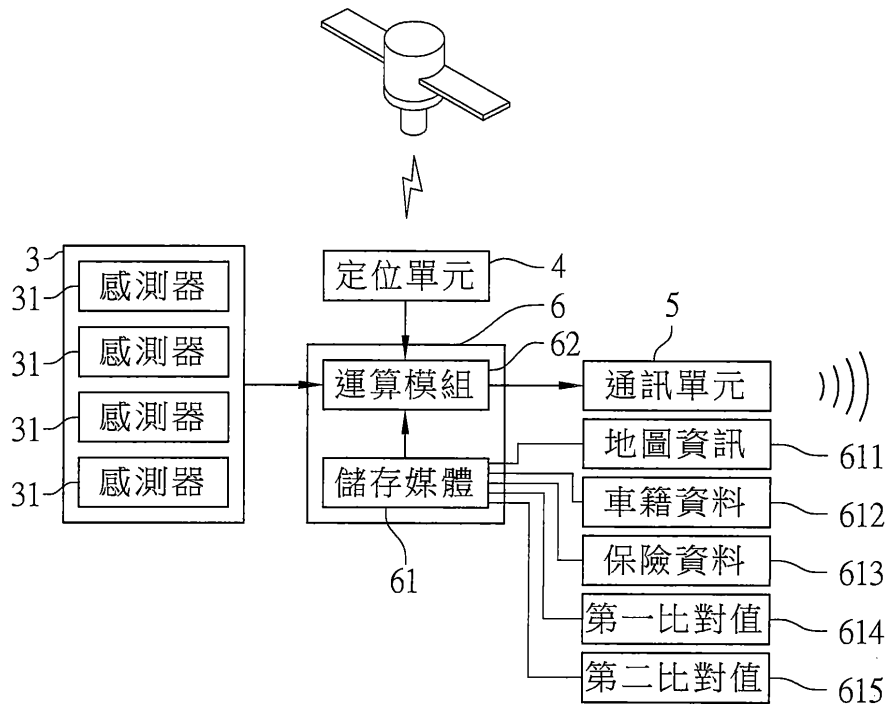 3
31
感測器
31
感測器
31
感測器
31
感測器
定位單元
4
6
62
運算模組
儲存媒體
61
5
通訊單元
地圖資訊
611
車籍資料
612
保險資料
613
第一比對值
614
第二比對值
615